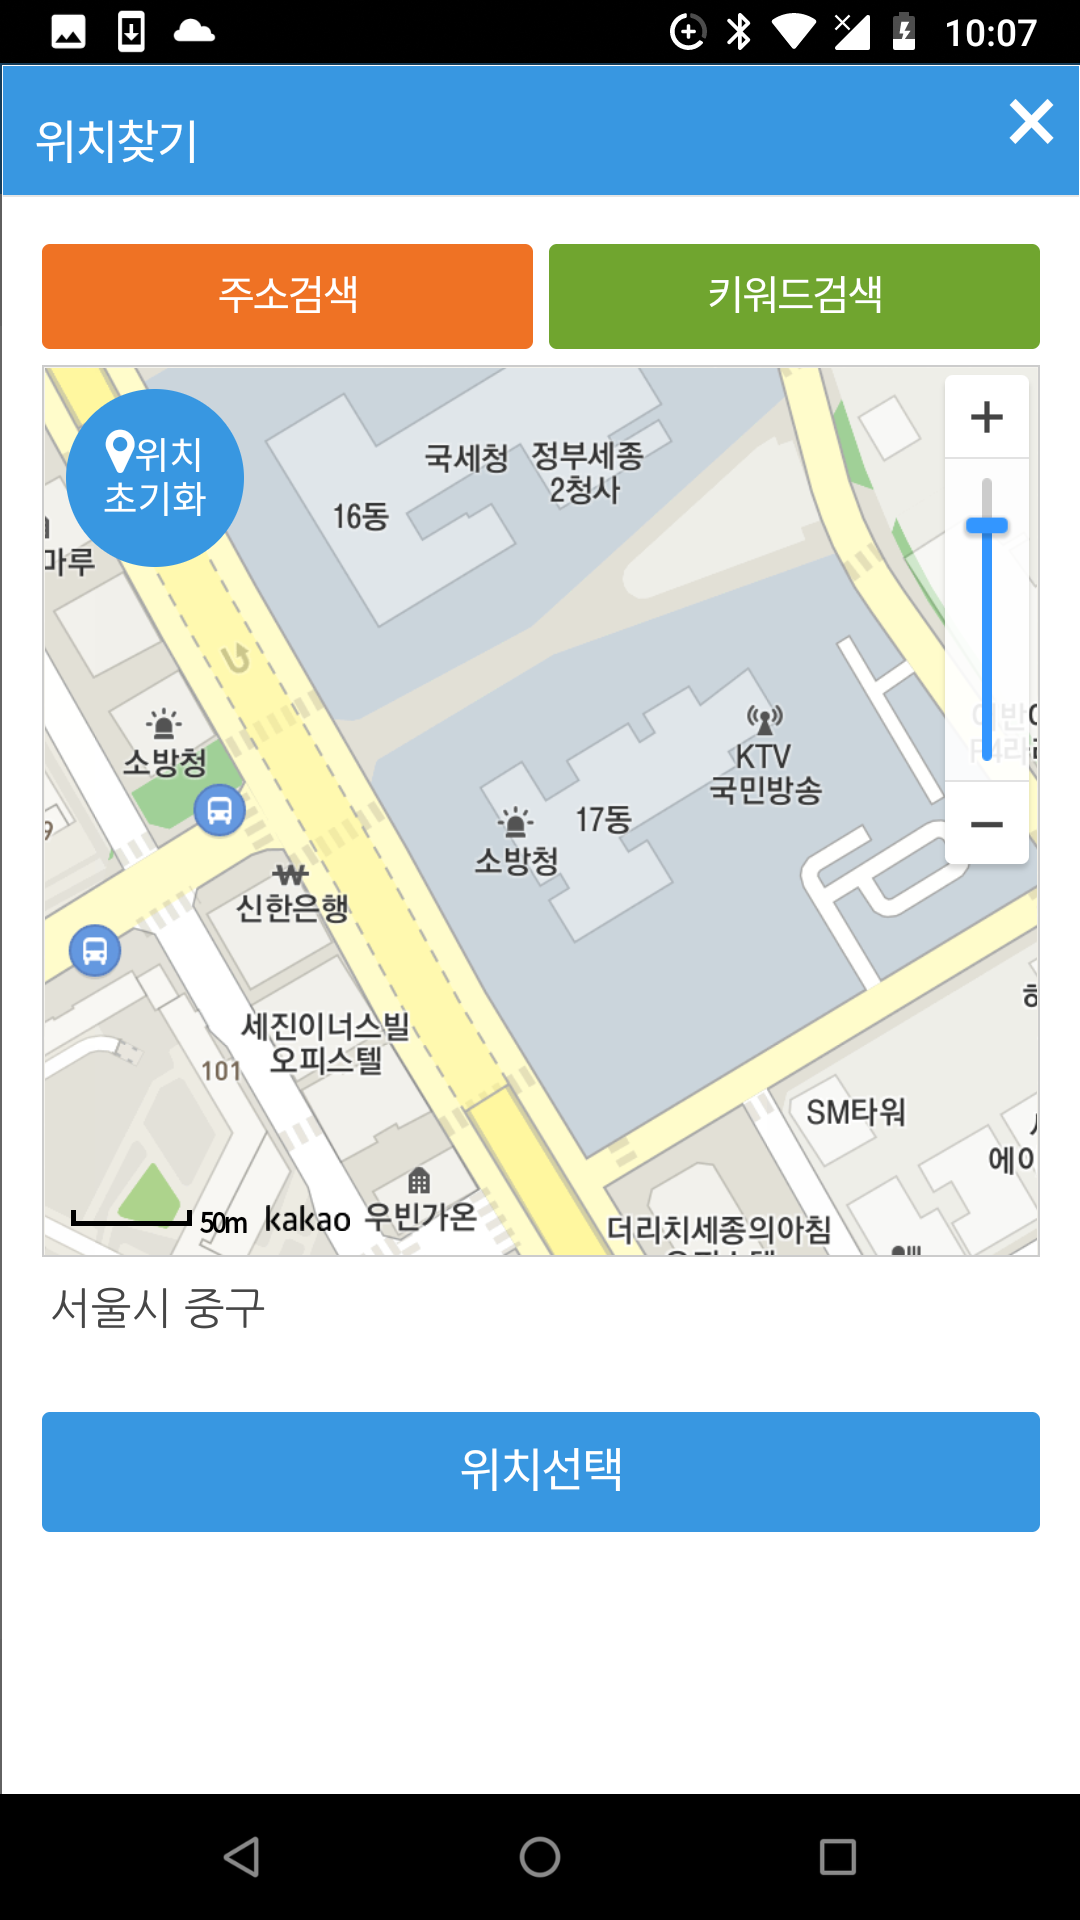 10:07
위치찾기
주소검색
키워드검색
위치
초기화
국세청
정부세종
2청사
16동
마루
소방청
KTV
국민방송
17동
소방청
신한은행
세진이너스빌
오피스텔
101
SM타워
에이
우빈가온
더리치세종의아침
50m
kakao
서울시 중구
위치선택